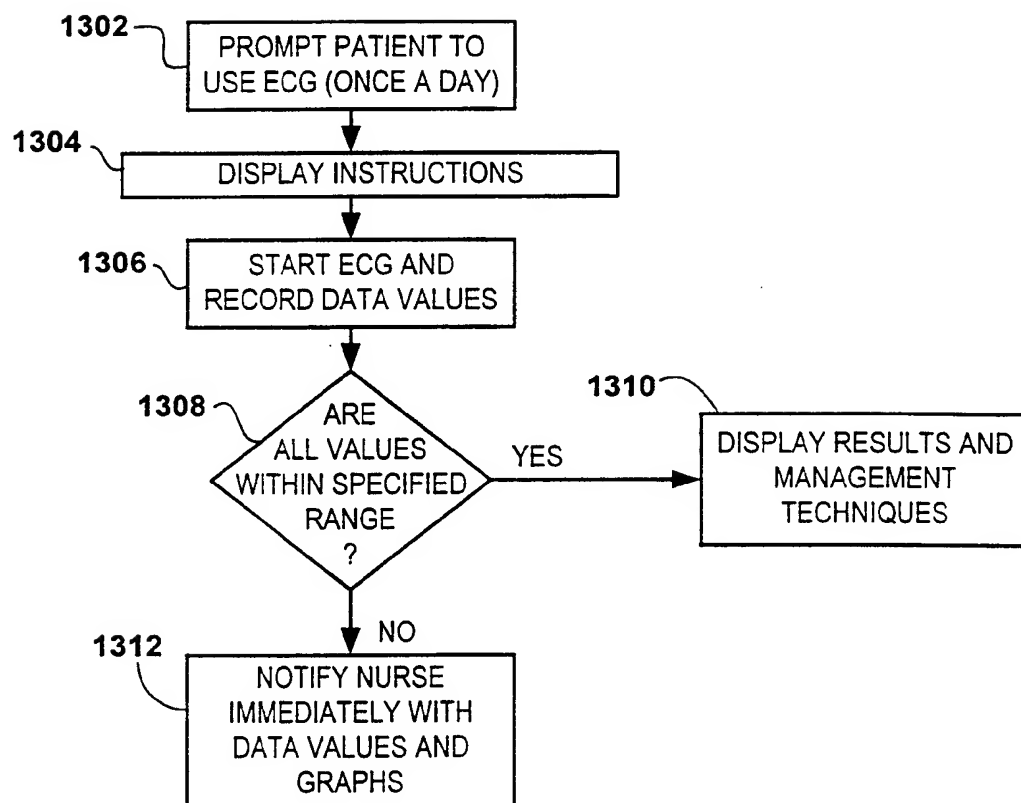 1302
PROMPT PATIENT TO
USE ECG (ONCE A DAY)
1304
DISPLAY INSTRUCTIONS
1306
START ECG AND
RECORD DATA VALUES
1308
ARE
ALL VALUES
WITHIN SPECIFIED
RANGE
?
YES
1310
DISPLAY RESULTS AND
MANAGEMENT
TECHNIQUES
NO
1312
NOTIFY NURSE
IMMEDIATELY WITH
DATA VALUES AND
GRAPHS